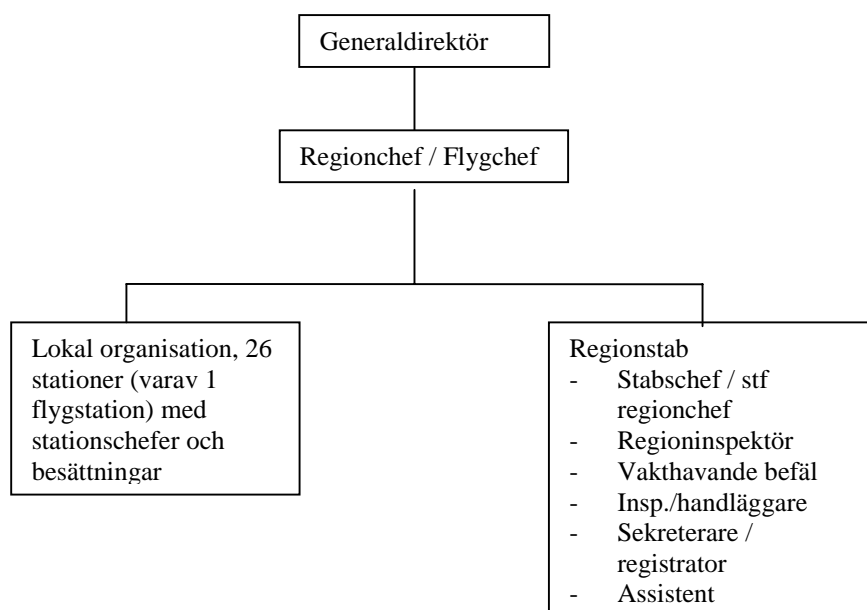 Generaldirektör
Regionchef / Flygchef
Lokal organisation, 26
stationer (varav 1
flygstation) med
stationschefer och
besättningar
Regionstab
- Stabschef / stf
regionchef
- Regioninspektör
- Vakthavande befäl
- Insp./handläggare
- Sekreterare /
registrator
- Assistent